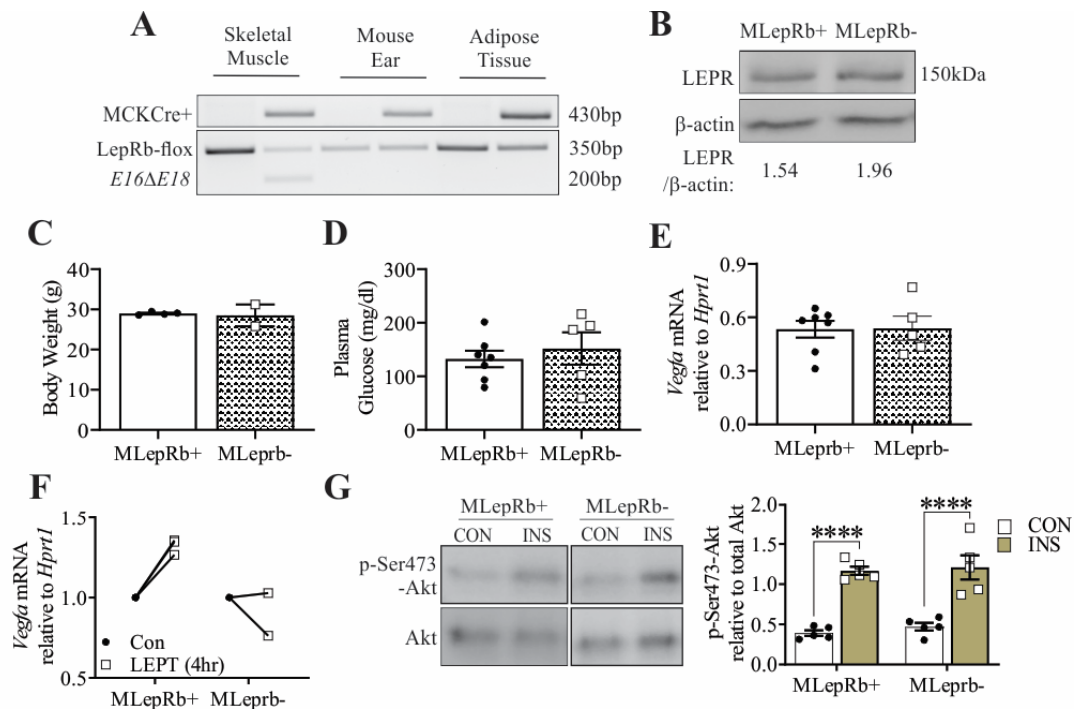 A
Skeletal Muscle
Mouse Ear
Adipose Tissue
MCKCre+
430bp
LepRb-flox
350bp
E16ΔE18
200bp
B
MLepRb+ MLepRb-
LEPR
150kDa
β-actin
LEPR
/β-actin:
1.54
1.96
C
Body Weight (g)
40
30
20
10
0
MLepRb+
MLeprb-
D
Plasma
Glucose (mg/dl)
300
200
100
0
MLepRb+
MLepRb-
E
Vegfa mRNA
relative to Hprt1
0.9
0.6
0.3
0.0
MLepRb+
MLeprb-
F
Vegfa mRNA
relative to Hprt1
1.5
1.0
0.5
Con
LEPT (4hr)
MLepRb+
MLeprb-
G
MLepRb+
MLepRb-
CON
INS
CON
INS
p-Ser473
-Akt
Akt
p-Ser473-Akt
relative to total Akt
2.0
1.5
1.0
0.5
0.0
****
****
CON
INS
MLepRb+
MLeprb-